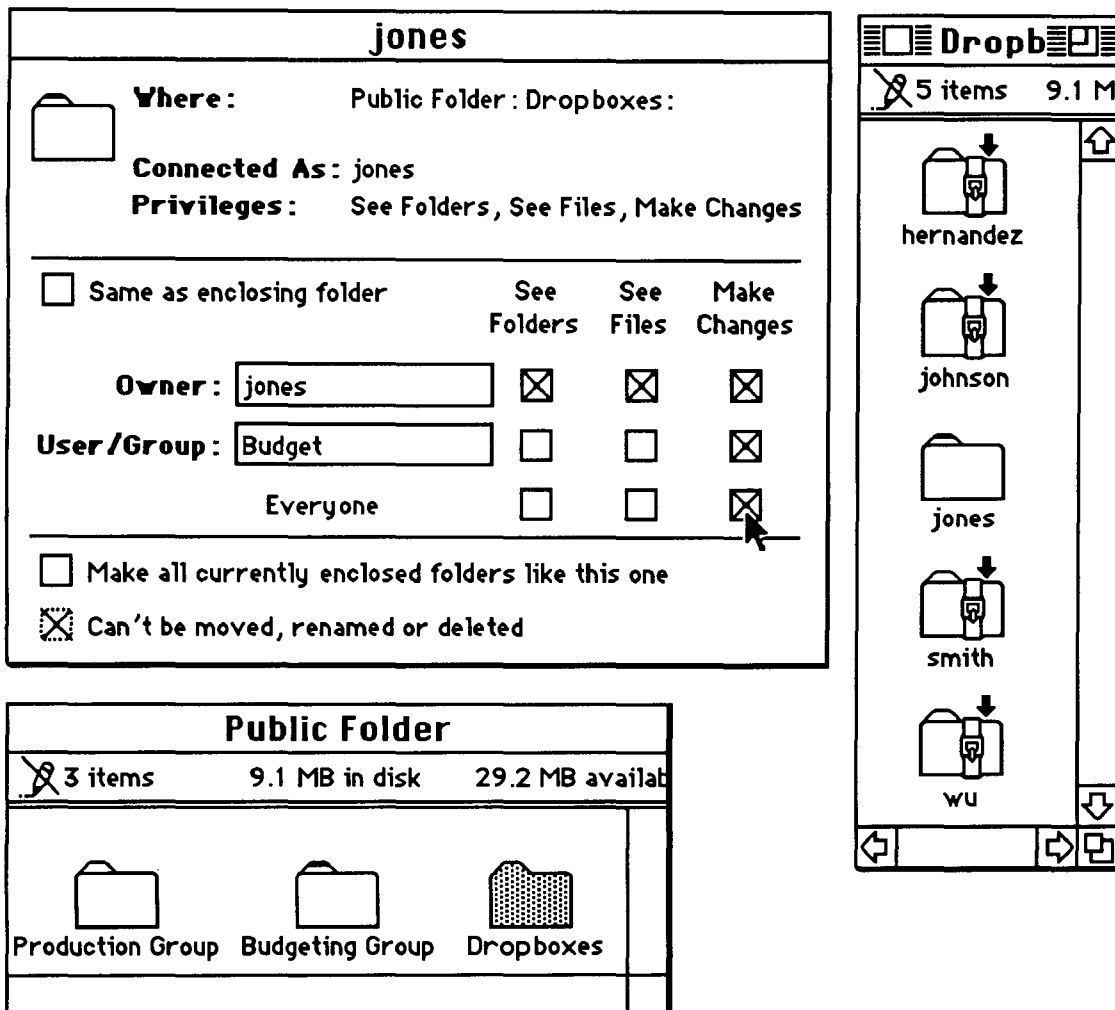 jones
Where: Public Folder : Dropboxes:
Connected As: jones
Privileges: See Folders, See Files, Make Changes
Same as enclosing folder
See Folders See Files Make Changes
Owner: jones
User/Group: Budget
Everyone
Make all currently enclosed folders like this one
Can't be moved, renamed or deleted
Dropb
5 items 9.1 M
hernandez
johnson
jones
smith
wu
Public Folder
3 items 9.1 MB in disk 29.2 MB availab
Production Group Budgeting Group Dropboxes